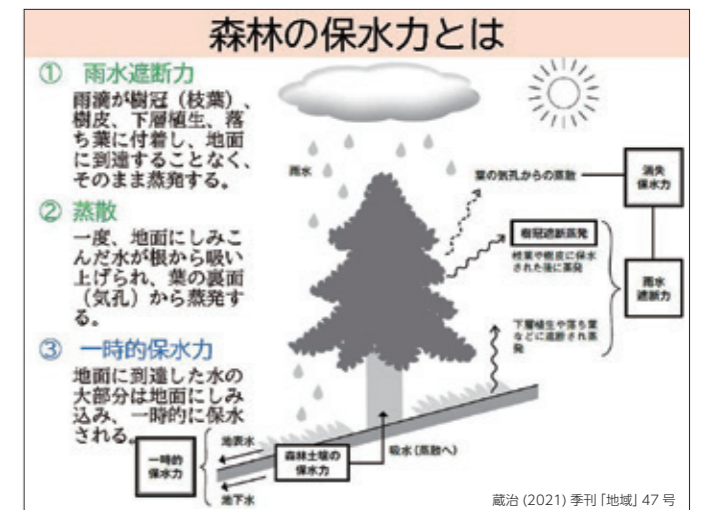 森林の保水力とは
① 雨水遮断力
雨滴が樹冠（枝葉）、
樹皮、下層植生、落
ち葉に付着し、地面
に到達することなく、
そのまま蒸発する。
② 蒸散
一度、地面にしみこ
んだ水が根から吸い
上げられ、葉の裏面
（気孔）から蒸発す
る。
③ 一時的保水力
地面に到達した水の
大部分は地面にしみ
込み、一時的に保水
される。
雨水
葉の気孔からの蒸散
消失
保水力
樹冠遮断蒸発
枝葉や樹皮に保水
された後に蒸発
雨水
遮断力
下層植生や落ち葉
などに遮断され蒸
発
一時的
保水力
地表水
地下水
森林土壌の
保水力
吸水（蒸散へ）
蔵治 (2021) 季刊「地域」47 号